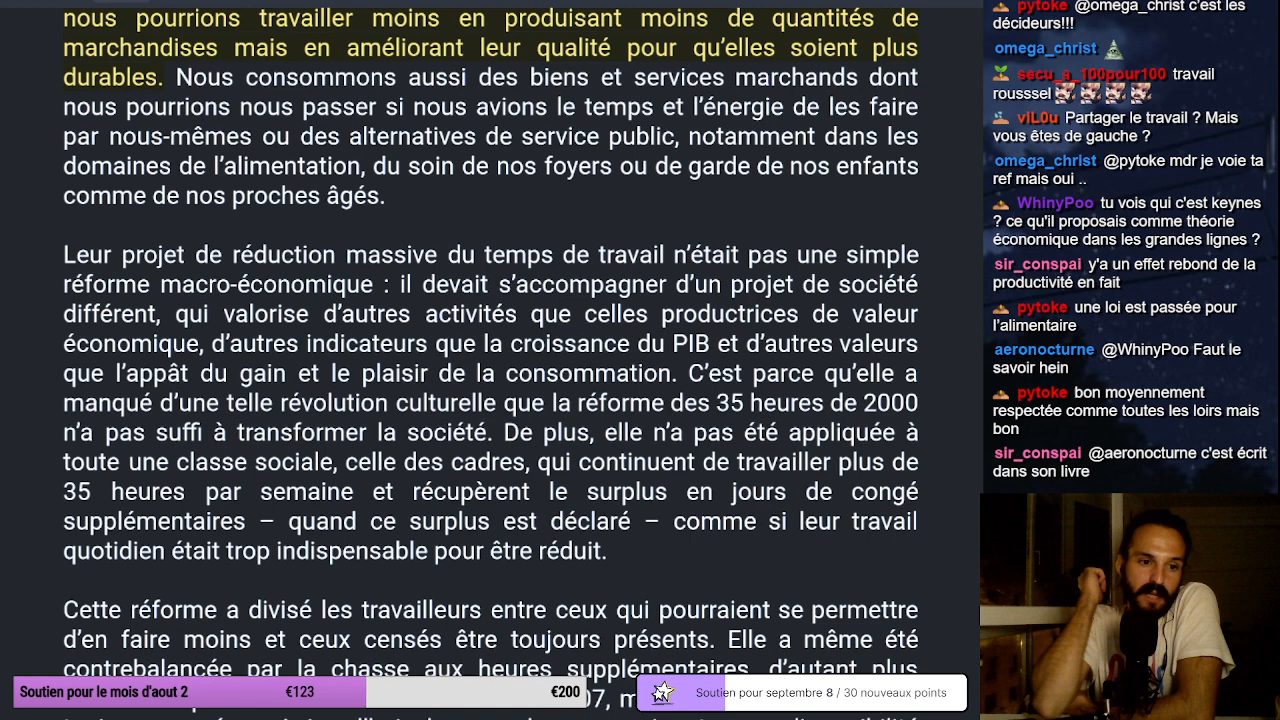 nous pourrions travailler moins en produisant moins de quantités de
marchandises mais en améliorant leur qualité pour qu'elles soient plus
durables. Nous consommons aussi des biens et services marchands dont
nous pourrions nous passer si nous avions le temps et l'énergie de les faire
par nous-mêmes ou des alternatives de service public, notamment dans les
domaines de l'alimentation, du soin de nos foyers ou de garde de nos enfants
comme de nos proches âgés.
Leur projet de réduction massive du temps de travail n'était pas une simple
réforme macro-économique : il devait s'accompagner d'un projet de société
différent, qui valorise d'autres activités que celles productrices de valeur
économique, d'autres indicateurs que la croissance du PIB et d'autres valeurs
que l'appât du gain et le plaisir de la consommation. C'est parce qu'elle a
manqué d'une telle révolution culturelle que la réforme des 35 heures de 2000
n'a pas suffi à transformer la société. De plus, elle n'a pas été appliquée à
toute une classe sociale, celle des cadres, qui continuent de travailler plus de
35 heures par semaine et récupèrent le surplus en jours de congé
supplémentaires – quand ce surplus est déclaré – comme si leur travail
quotidien était trop indispensable pour être réduit.
Cette réforme a divisé les travailleurs entre ceux qui pourraient se permettre
d'en faire moins et ceux censés être toujours présents. Elle a même été
contrebalancée par la chasse aux heures supplémentaires, d'autant plus
07, m
Soutien pour le mois d'aout 2 €123 €200
Soutien pour septembre 8 / 30 nouveaux points
pytoke @omega_christ c'est les
décideurs!!!
omega_christ
secu_a_100pour100 travail
rousssel
vIL0u Partager le travail ? Mais
vous êtes de gauche ?
omega_christ @pytoke mdr je voie ta
ref mais oui ..
WhinyPoo tu vois qui c'est keynes
? ce qu'il proposais comme théorie
économique dans les grandes lignes ?
sir_conspai y'a un effet rebond de la
productivité en fait
pytoke une loi est passée pour
l'alimentaire
aeronocturne @WhinyPoo Faut le
savoir hein
pytoke bon moyennement
respectée comme toutes les loirs mais
bon
sir_conspai @aeronocturne c'est écrit
dans son livre